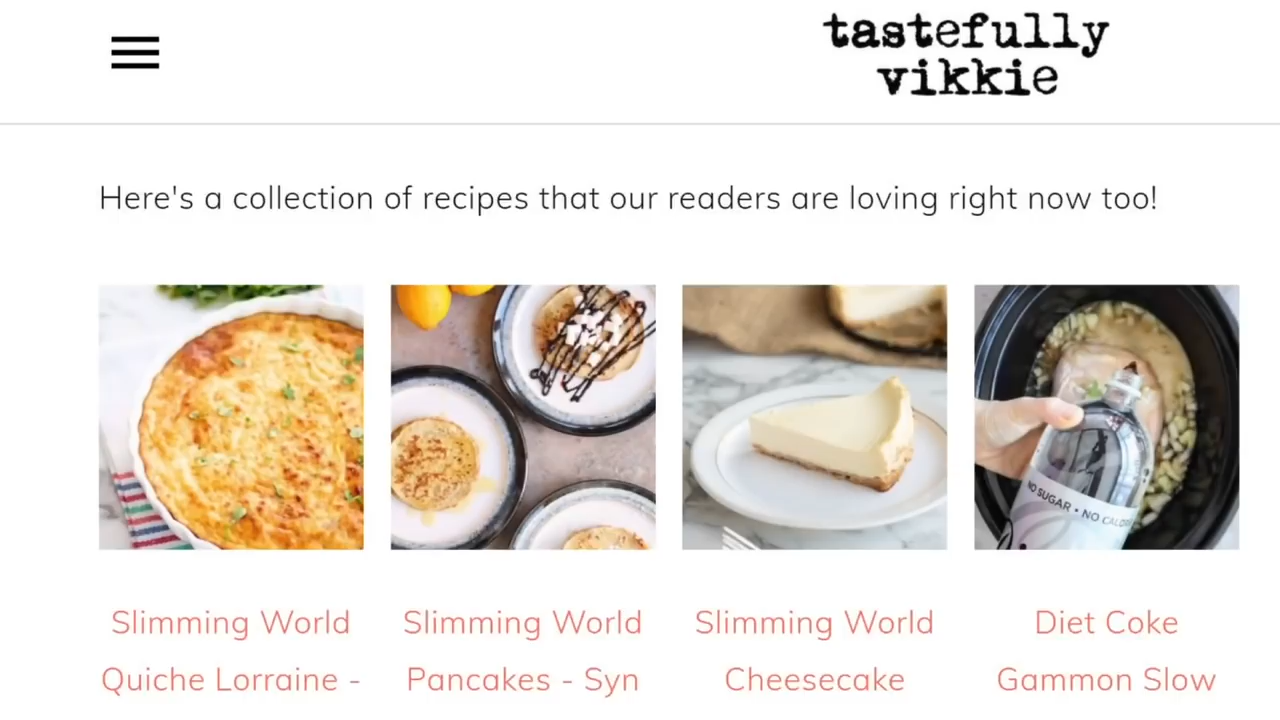 tastefully
vikkie
Here's a collection of recipes that our readers are loving right now too!
NO SUGAR • NO CALO
Slimming World
Quiche Lorraine -
Slimming World
Pancakes - Syn
Slimming World
Cheesecake
Diet Coke
Gammon Slow